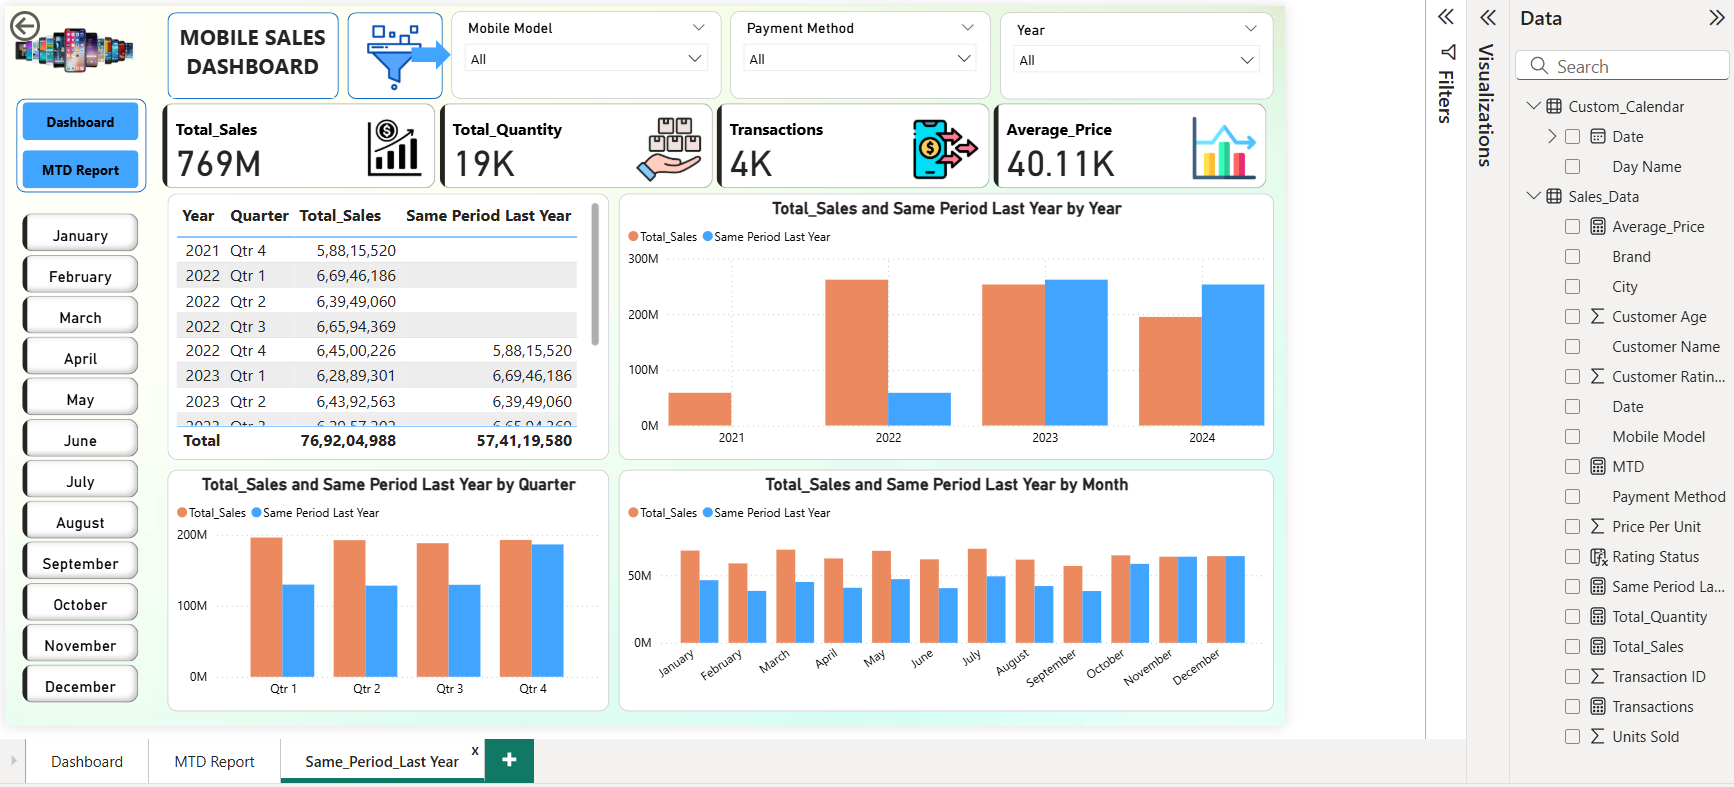 MOBILE SALES
DASHBOARD
Mobile Model
All
Payment Method
All
Year
All
Dashboard
MTD Report
Total_Sales
769M
Total_Quantity
19K
Transactions
4K
Average_Price
40.11K
January
February
March
April
May
June
July
August
September
October
November
December
Year Quarter Total_Sales Same Period Last Year
2021 Qtr 4 5,88,15,520
2022 Qtr 1 6,69,46,186
2022 Qtr 2 6,39,49,060
2022 Qtr 3 6,65,94,369
2022 Qtr 4 6,45,00,226 5,88,15,520
2023 Qtr 1 6,28,89,301 6,69,46,186
2023 Qtr 2 6,43,92,563 6,39,49,060
Total 76,92,04,988 57,41,19,580
Total_Sales and Same Period Last Year by Year
Total_Sales Same Period Last Year
300M
200M
100M
0M
2021 2022 2023 2024
Total_Sales and Same Period Last Year by Quarter
Total_Sales Same Period Last Year
200M
100M
0M
Qtr 1 Qtr 2 Qtr 3 Qtr 4
Total_Sales and Same Period Last Year by Month
Total_Sales Same Period Last Year
50M
0M
January February March April May June July August September October November December
Dashboard MTD Report Same_Period_Last Year x +
Filters
Visualizations
Data
Search
Custom_Calendar
Date
Day Name
Sales_Data
Average_Price
Brand
City
Customer Age
Customer Name
Customer Ratin...
Date
Mobile Model
MTD
Payment Method
Price Per Unit
Rating Status
Same Period La...
Total_Quantity
Total_Sales
Transaction ID
Transactions
Units Sold